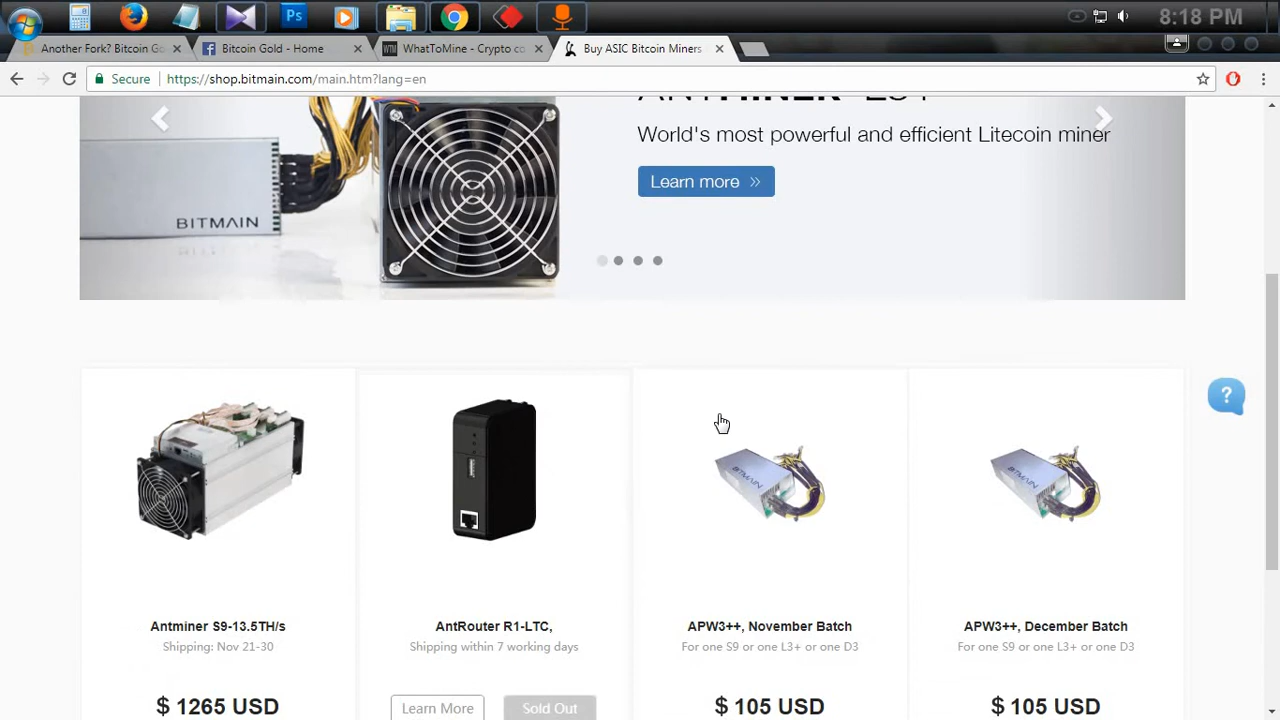 Ps
8:18 PM
Another Fork? Bitcoin Go
Bitcoin Gold - Home
WTM
WhatToMine - Crypto co
Buy ASIC Bitcoin Miners
Secure
https://shop.bitmain.com/main.htm?lang=en
World's most powerful and efficient Litecoin miner
Learn more »
BITMAIN
?
BITMAIN
BITMAIN
Antminer S9-13.5TH/s
AntRouter R1-LTC,
APW3++, November Batch
APW3++, December Batch
Shipping: Nov 21-30
Shipping within 7 working days
For one S9 or one L3+ or one D3
For one S9 or one L3+ or one D3
$ 1265 USD
Learn More
Sold Out
$ 105 USD
$ 105 USD